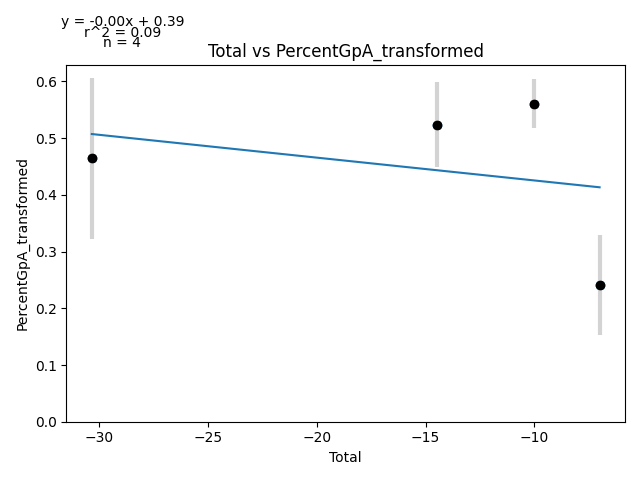 y = -0.00x + 0.39
r^2 = 0.09
n = 4
Total vs PercentGpA_transformed
PercentGpA_transformed
0.6
0.5
0.4
0.3
0.2
0.1
0.0
−30
−25
−20
−15
−10
Total